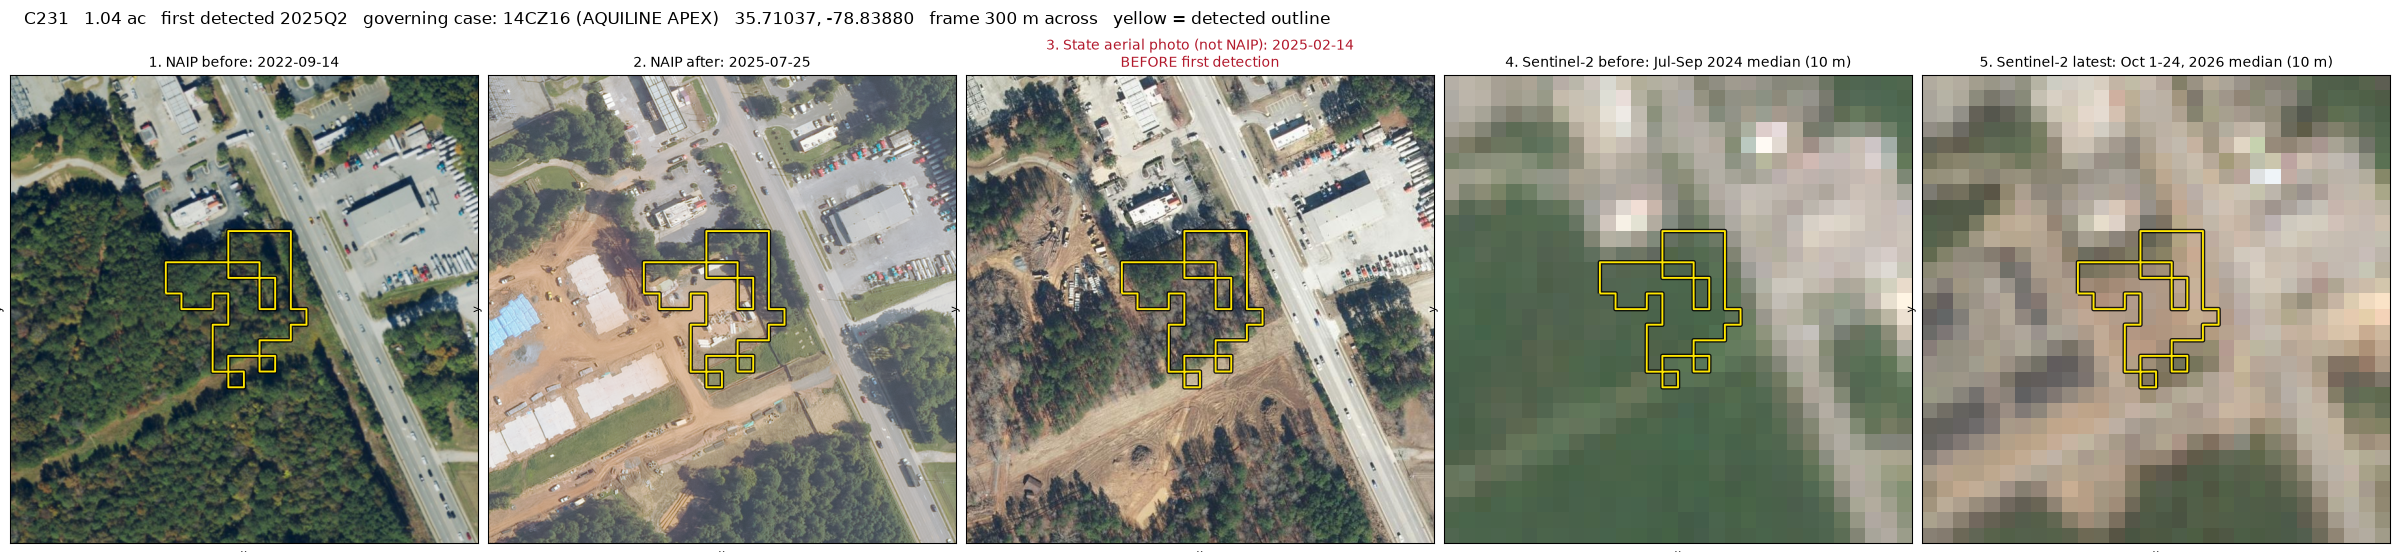 C231   1.04 ac   first detected 2025Q2   governing case: 14CZ16 (AQUILINE APEX)   35.71037, -78.83880   frame 300 m across   yellow = detected outline
1. NAIP before: 2022-09-14
2. NAIP after: 2025-07-25
3. State aerial photo (not NAIP): 2025-02-14
BEFORE first detection
4. Sentinel-2 before: Jul-Sep 2024 median (10 m)
5. Sentinel-2 latest: Oct 1-24, 2026 median (10 m)